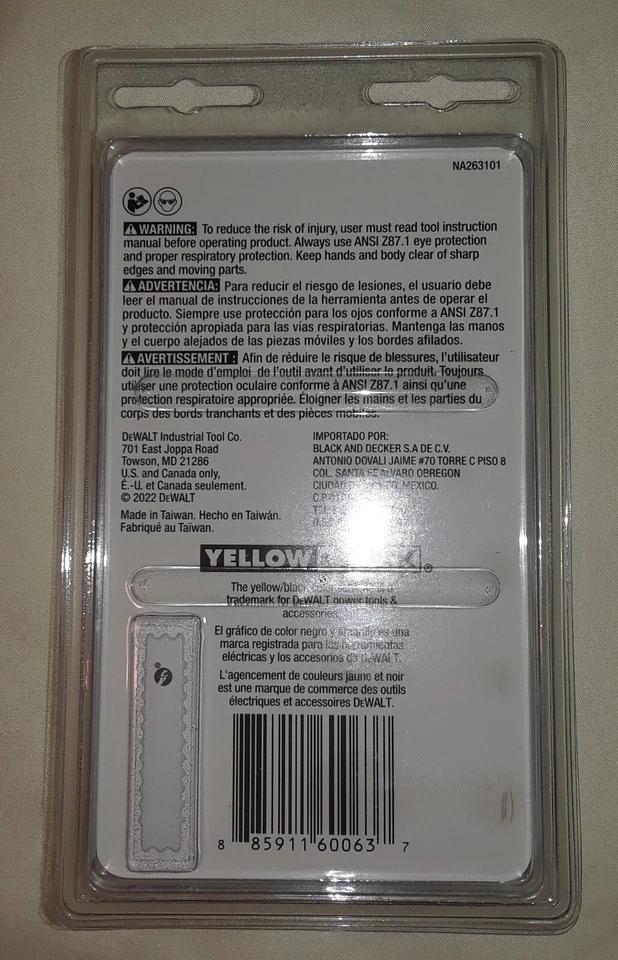 NA263101
WARNING: To reduce the risk of injury, user must read tool instruction
manual before operating product. Always use ANSI Z87.1 eye protection
and proper respiratory protection. Keep hands and body clear of sharp
edges and moving parts.
ADVERTENCIA: Para reducir el riesgo de lesiones, el usuario debe
leer el manual de instrucciones de la herramienta antes de operar el
producto. Siempre use protección para los ojos conforme a ANSI Z87.1
y protección apropiada para las vías respiratorias. Mantenga las manos
y el cuerpo alejados de las piezas móviles y los bordes afilados.
AVERTISSEMENT : Afin de réduire le risque de blessures, l'utilisateur
doit lire le mode d'emploi de l'outil avant d'utiliser le produit. Toujours
utiliser une protection oculaire conforme à ANSI Z87.1 ainsi qu'une
protection respiratoire appropriée. Éloigner les mains et les parties du
corps des bords tranchants et des pièces mobiles.
DEWALT Industrial Tool Co.
701 East Joppa Road
Towson, MD 21286
U.S. and Canada only,
É.-U. et Canada seulement.
© 2022 DEWALT
Made in Taiwan. Hecho en Taiwán.
Fabriqué au Taïwan.
IMPORTADO POR:
BLACK AND DECKER S.A DE C.V.
ANTONIO DOVALI JAIME #70 TORRE C PISO 8
COL. SANTA FE ALVARO OBREGON
MEXICO.
YELLOW
The yellow/black color is a
trademark for DEWALT power tools &
accessories.
El gráfico de color negro y amarillo es una
marca registrada para las herramientas
eléctricas y los accesorios de DEWALT.
L'agencement de couleurs jaune et noir
est une marque de commerce des outils
électriques et accessoires DEWALT.
8 85911 60063 7